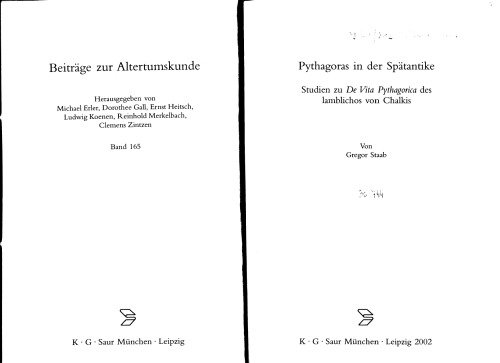 Beiträge zur Altertumskunde
Herausgegeben von
Michael Erler, Dorothee Gall, Ernst Heitsch,
Ludwig Koenen, Reinhold Merkelbach,
Clemens Zintzen
Band 165
K · G · Saur München · Leipzig
Pythagoras in der Spätantike
Studien zu De Vita Pythagorica des
Iamblichos von Chalkis
Von
Gregor Staab
30.744
K · G · Saur München · Leipzig 2002